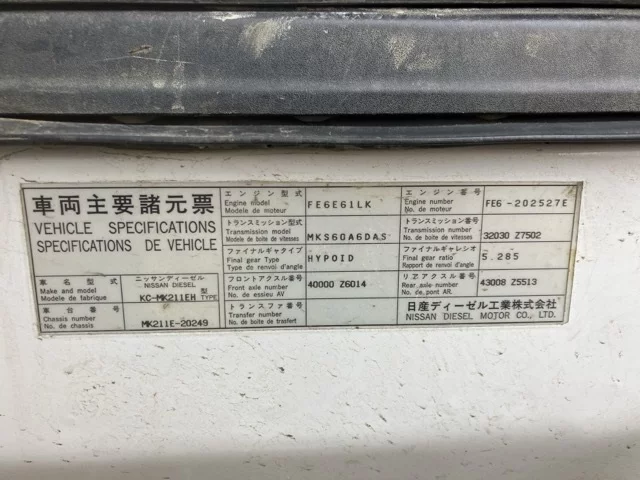 車両主要諸元票
VEHICLE SPECIFICATIONS
SPECIFICATIONS DE VEHICLE
車名及び型式
Make and model
Modele de fabrique
ニッサンディーゼル
NISSAN DIESEL
KC-MK211EH 型 TYPE
車台番号
Chassis number
No. de chassis
MK211E-20249
エンジン型式
Engine model
Modele de moteur
FE6E61LK
トランスミッション型式
Transmission model
Modele de boite de vitesses
MKS60A6DAS
ファイナルギャタイプ
Final gear Type
Type de renvoi d'angle
HYPOID
フロントアクスル番号
Front axle number
No de essieu AV
40000 Z6014
トランスファ番号
Transfer number
No. de boite de trasfert
エンジン番号
Engine number
No. de moteur
FE6-202527E
トランスミッション番号
Transmission number
No. de boite de vitesses
32030 Z7502
ファイナルギャレシオ
Final gear ratio
Rapport de renvoi d'angle
5.285
リヤアクスル番号
Rear axle number
No. de pont AR.
43008 Z5513
日産ディーゼル工業株式会社
NISSAN DIESEL MOTOR CO., LTD.